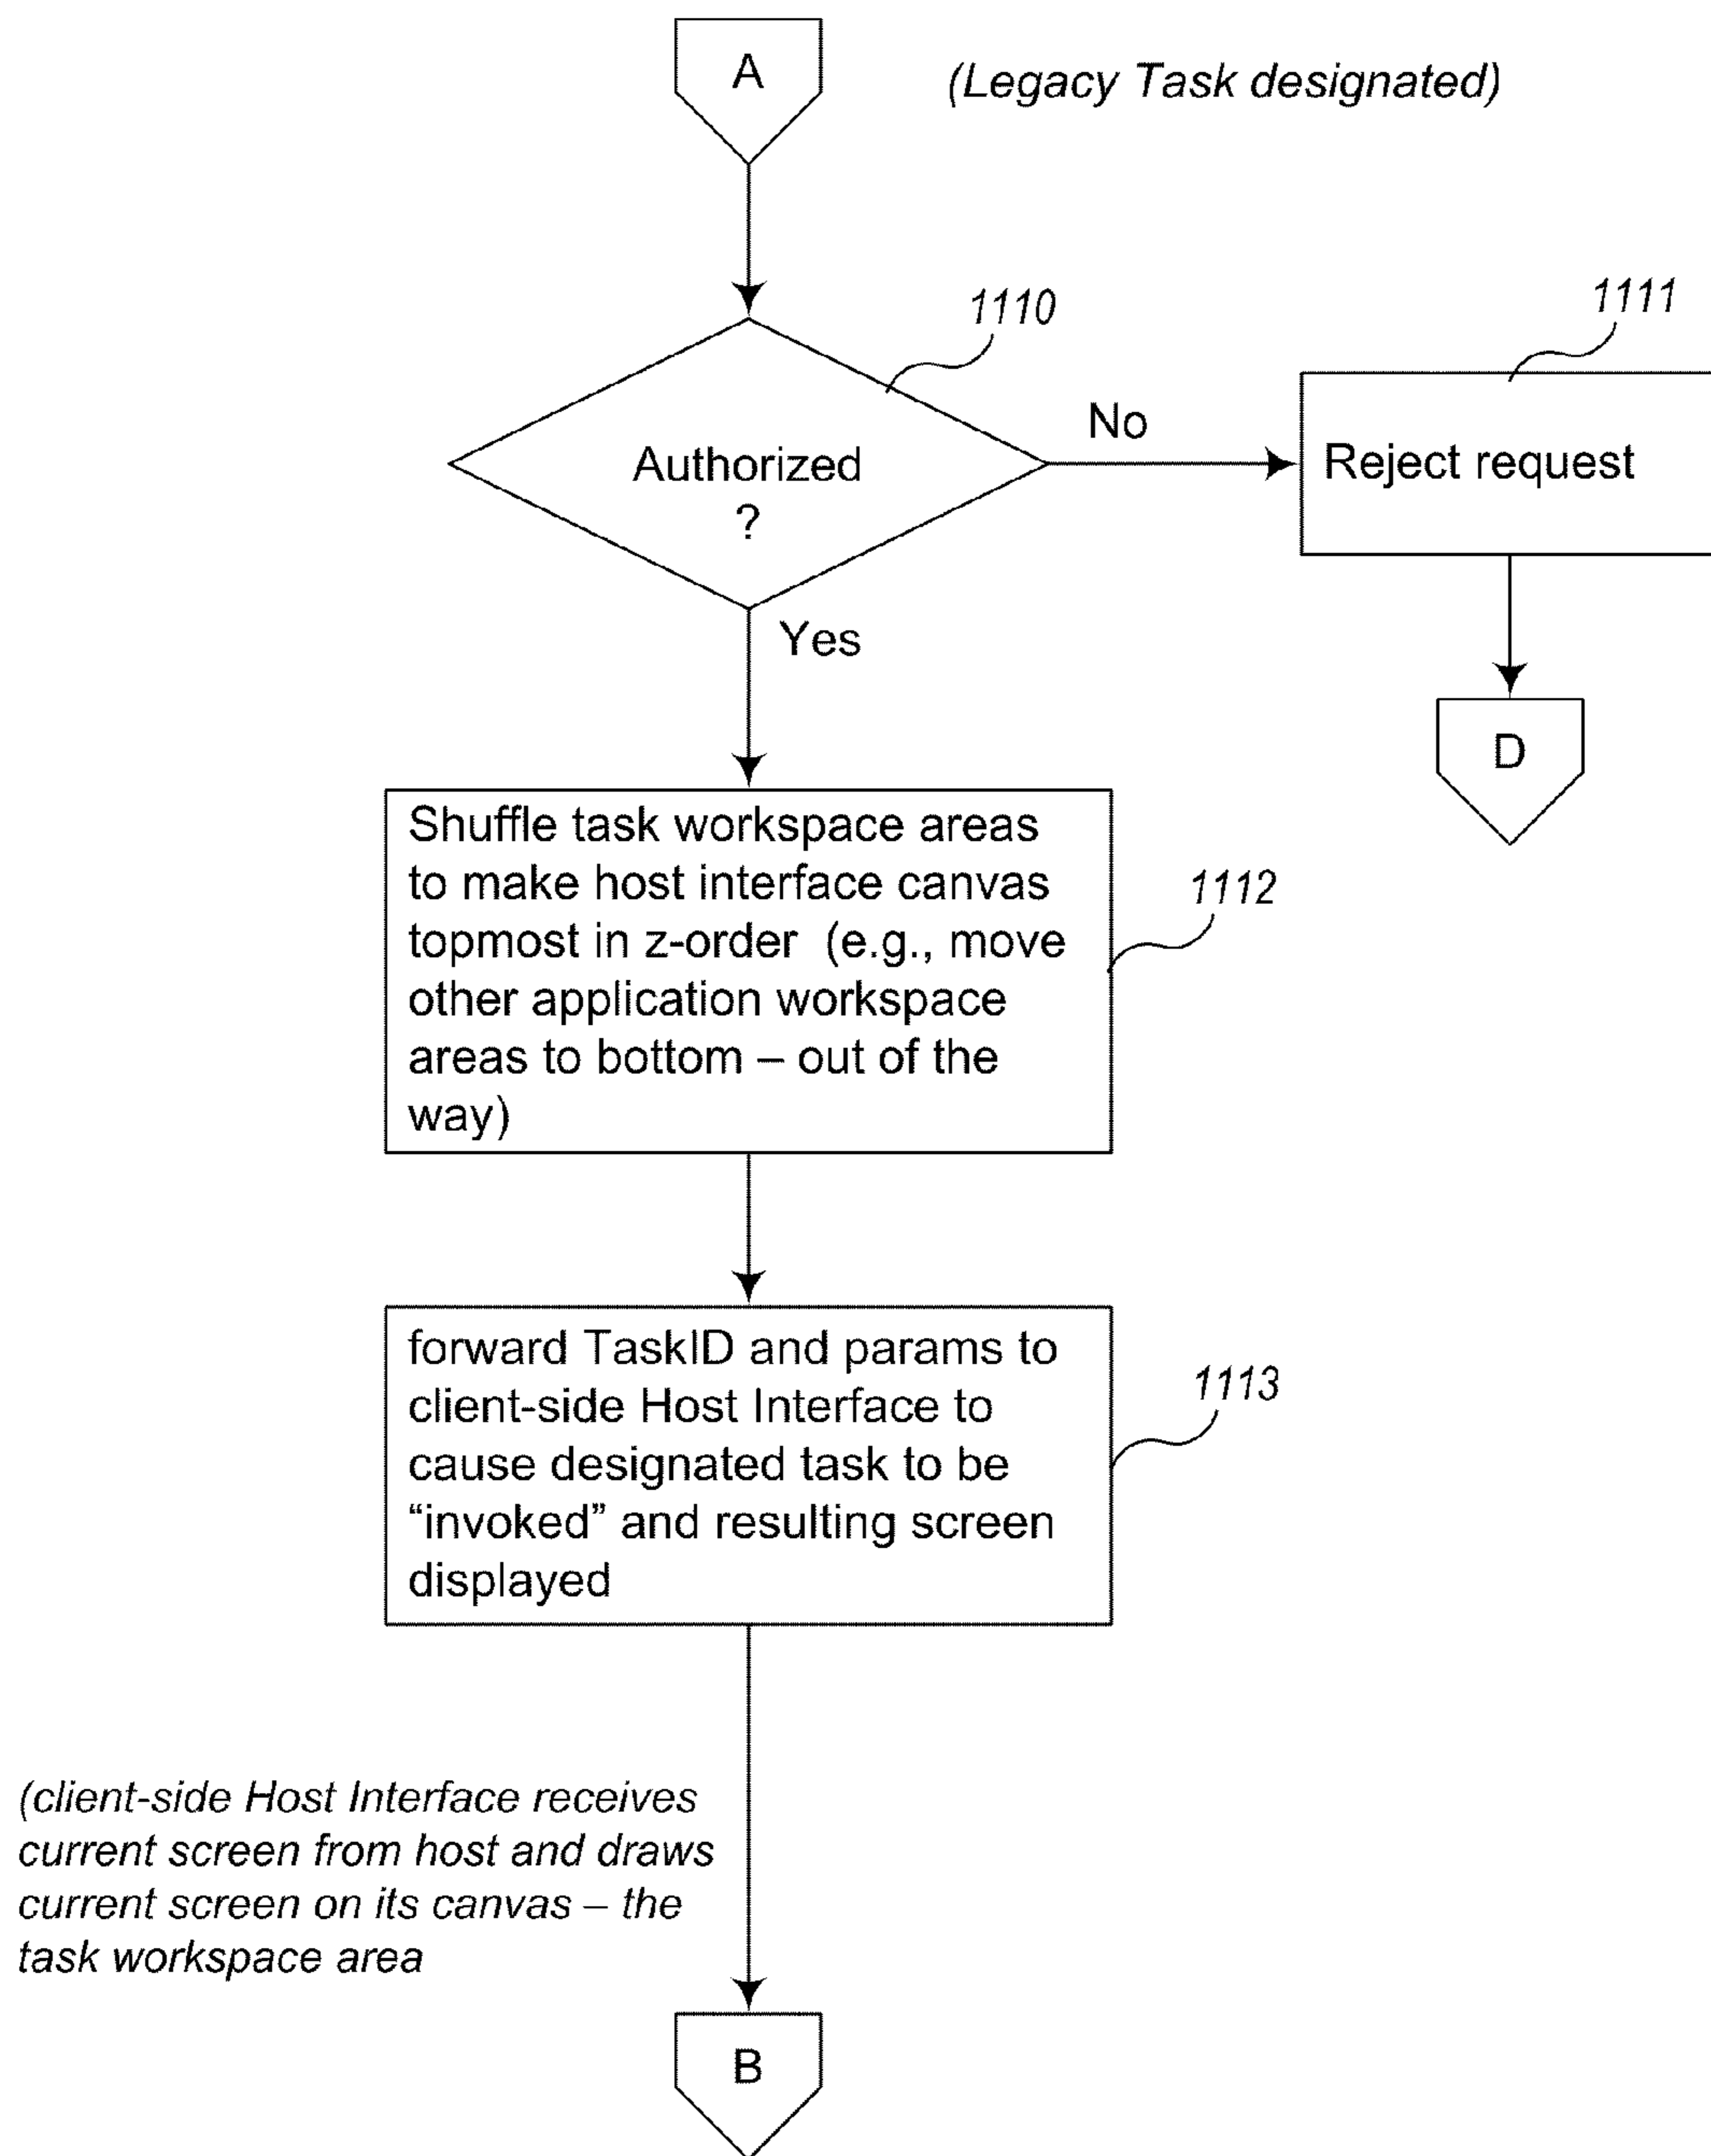 A
(Legacy Task designated)
1110
1111
No
Authorized
?
Reject request
Yes
D
Shuffle task workspace areas
to make host interface canvas
topmost in z-order (e.g., move
other application workspace
areas to bottom – out of the
way)
1112
forward TaskID and params to
client-side Host Interface to
cause designated task to be
“invoked” and resulting screen
displayed
1113
(client-side Host Interface receives
current screen from host and draws
current screen on its canvas – the
task workspace area
B